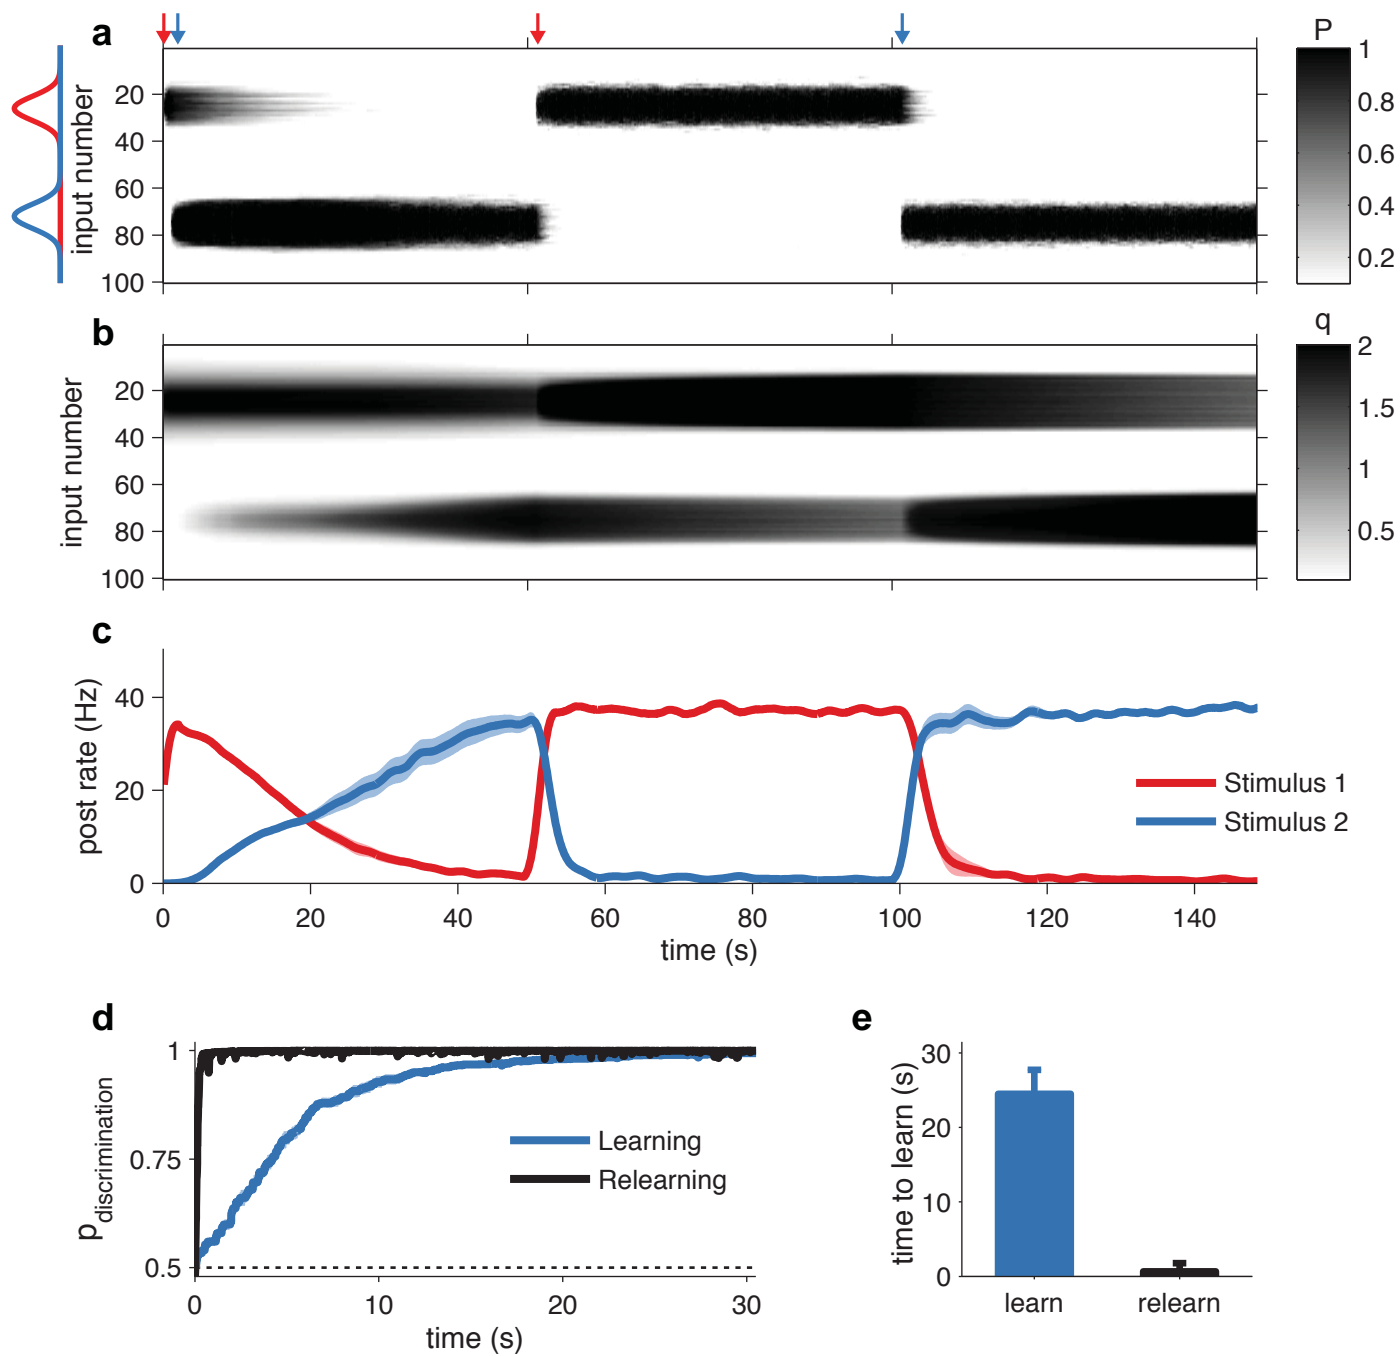 a
P
input number
20
40
60
80
100
1
0.8
0.6
0.4
0.2
b
q
input number
20
40
60
80
100
2
1.5
1
0.5
c
post rate (Hz)
40
20
0
Stimulus 1
Stimulus 2
0 20 40 60 80 100 120 140
time (s)
d
p discrimination
1
0.75
0.5
Learning
Relearning
0 10 20 30
time (s)
e
time to learn (s)
30
20
10
0
learn relearn